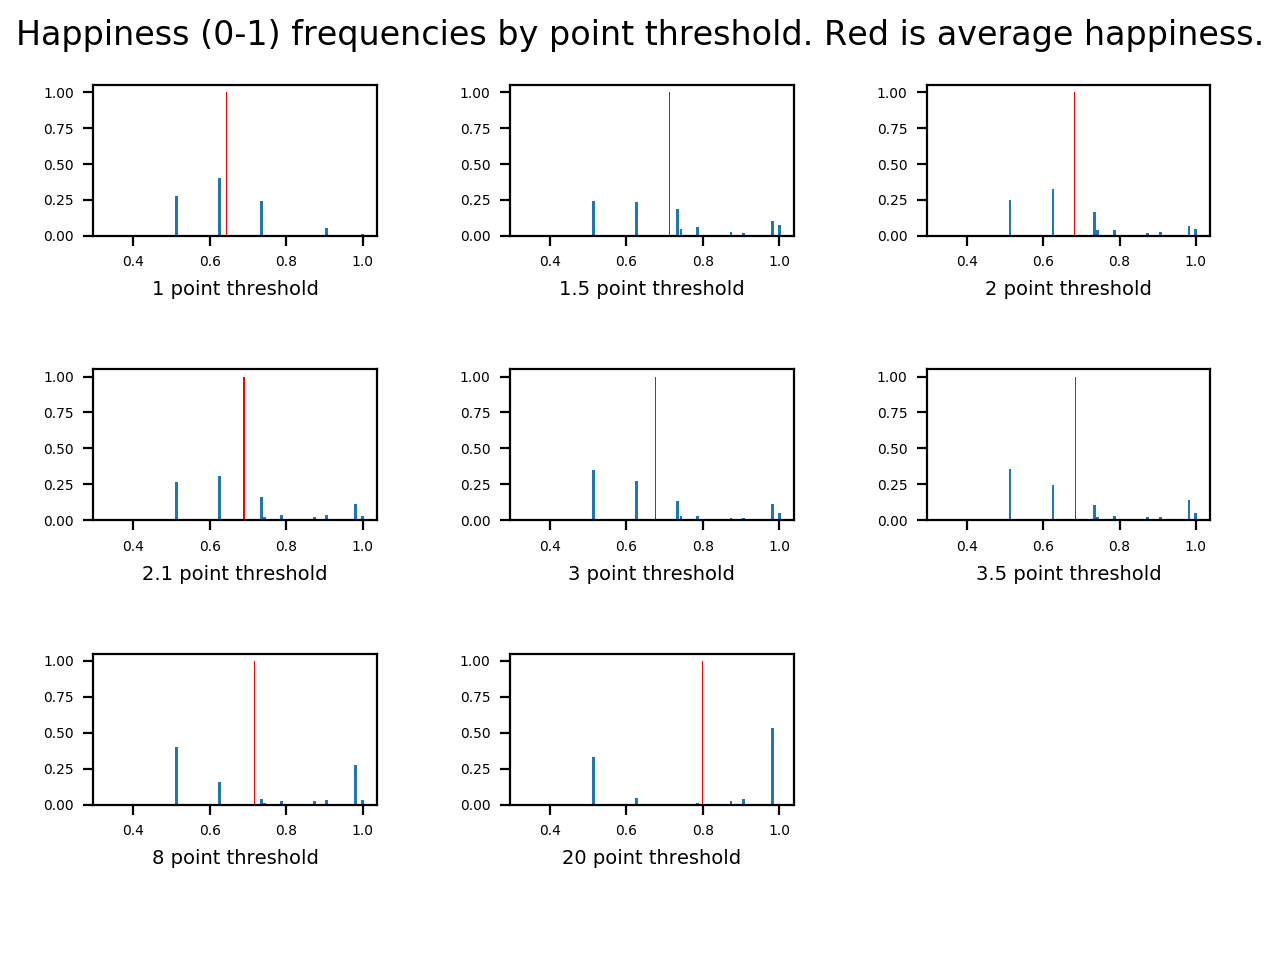 Happiness (0-1) frequencies by point threshold. Red is average happiness.
1.00 1.00 1.00
0.75 0.75 0.75
0.50 0.50 0.50
0.25 0.25 0.25
0.00 0.00 0.00
0.4 0.6 0.8 1.0 0.4 0.6 0.8 1.0 0.4 0.6 0.8 1.0
1 point threshold 1.5 point threshold 2 point threshold
1.00 1.00 1.00
0.75 0.75 0.75
0.50 0.50 0.50
0.25 0.25 0.25
0.00 0.00 0.00
0.4 0.6 0.8 1.0 0.4 0.6 0.8 1.0 0.4 0.6 0.8 1.0
2.1 point threshold 3 point threshold 3.5 point threshold
1.00 1.00
0.75 0.75
0.50 0.50
0.25 0.25
0.00 0.00
0.4 0.6 0.8 1.0 0.4 0.6 0.8 1.0
8 point threshold 20 point threshold